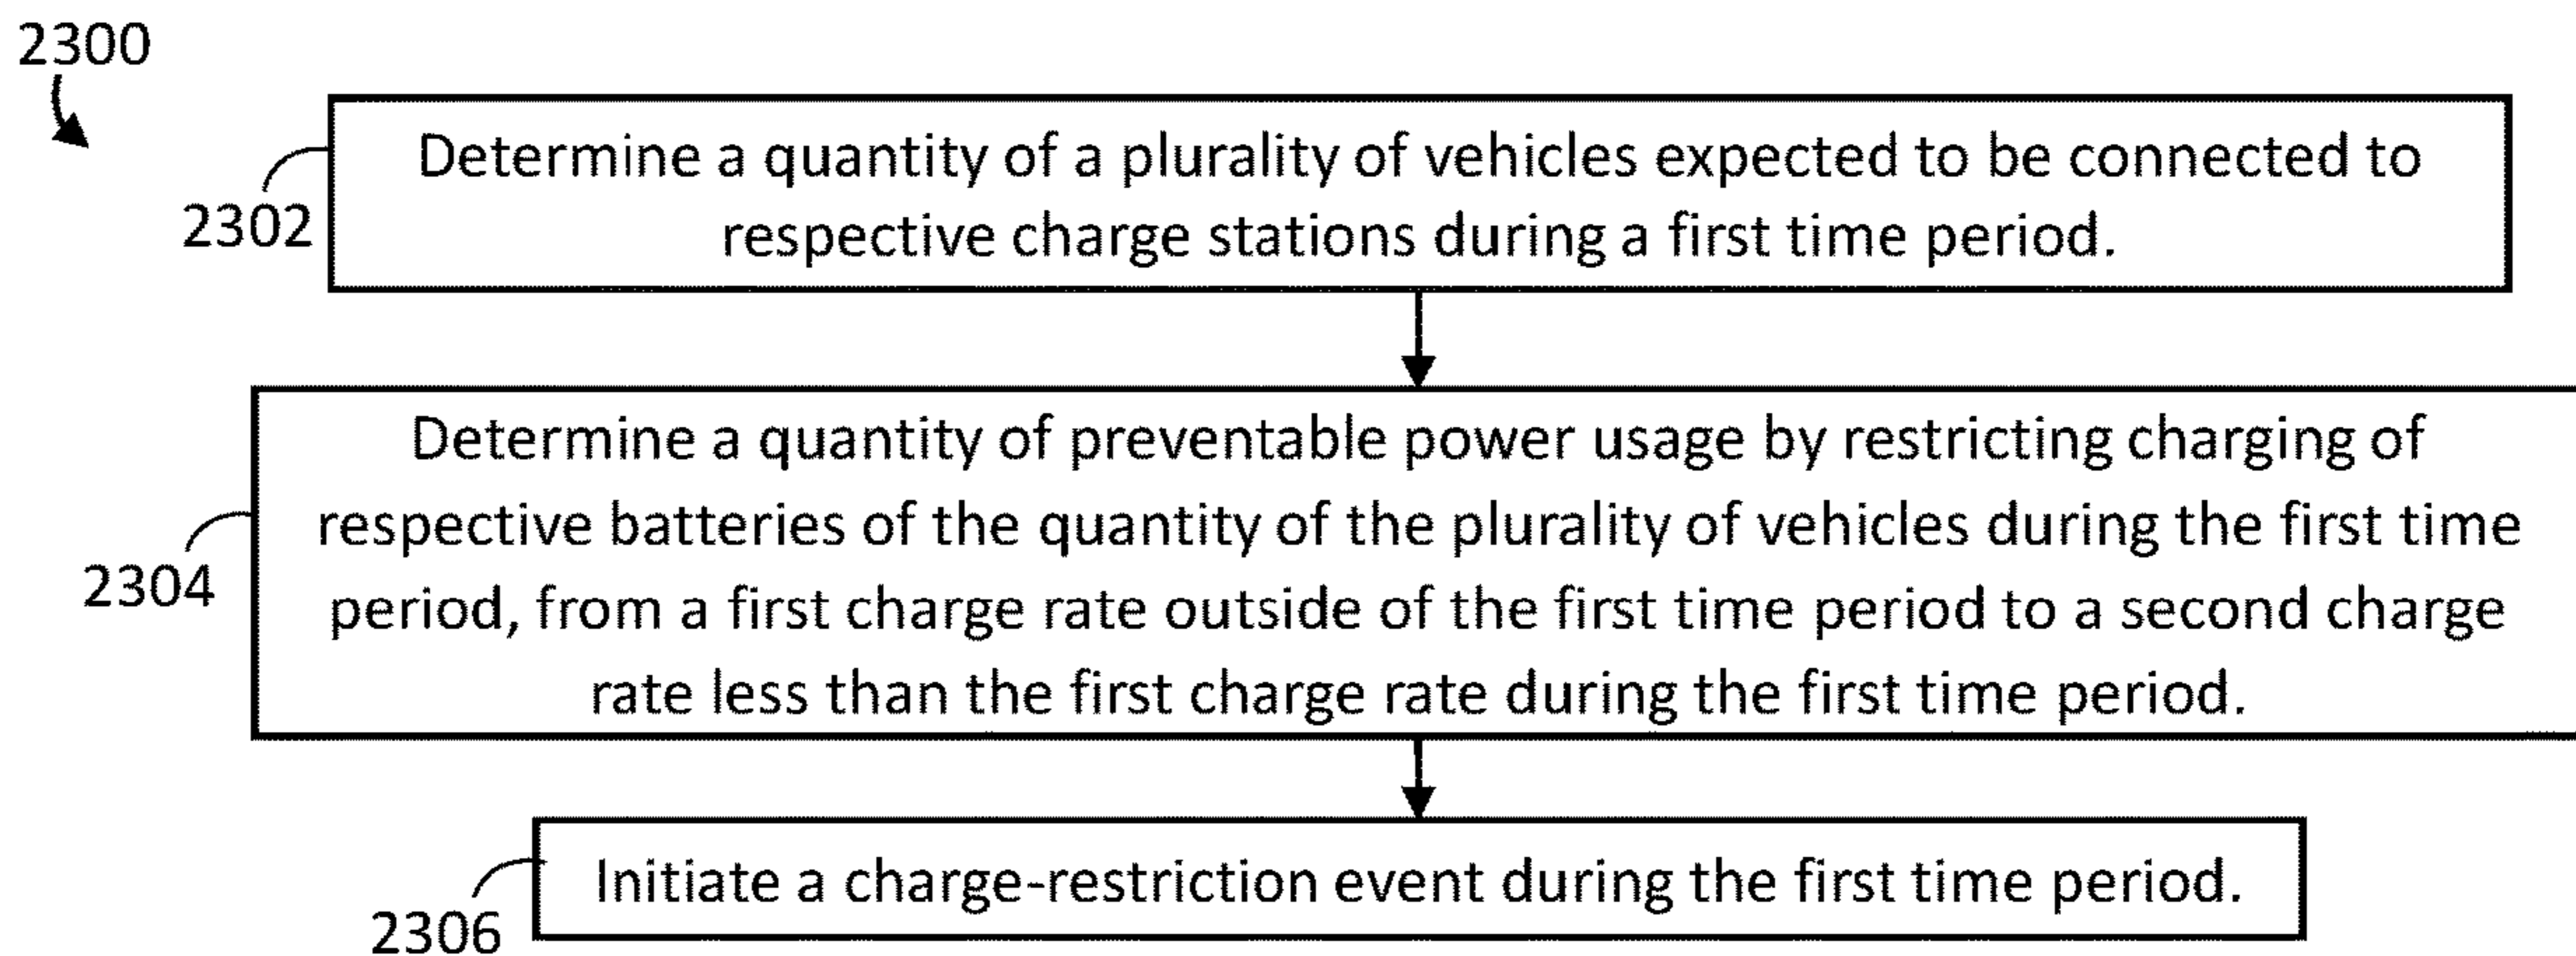 2300
Determine a quantity of a plurality of vehicles expected to be connected to
respective charge stations during a first time period.
2302
Determine a quantity of preventable power usage by restricting charging of
respective batteries of the quantity of the plurality of vehicles during the first time
period, from a first charge rate outside of the first time period to a second charge
rate less than the first charge rate during the first time period.
2304
Initiate a charge-restriction event during the first time period.
2306